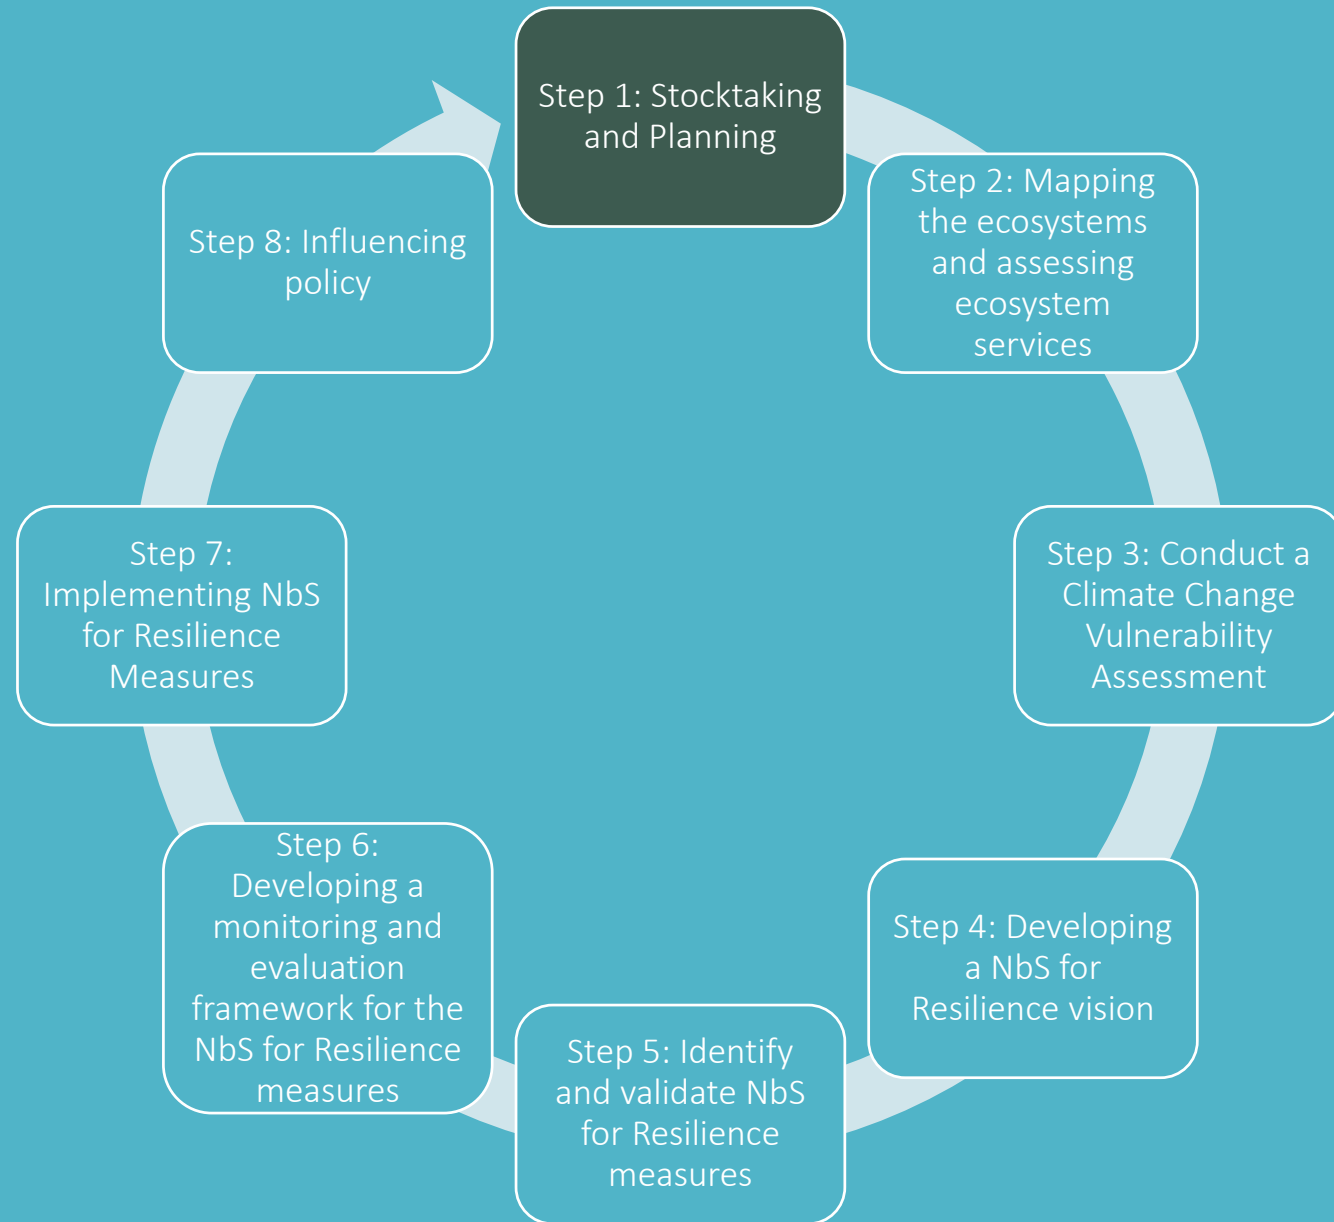 Step 1: Stocktaking
and Planning
Step 2: Mapping
the ecosystems
and assessing
ecosystem
services
Step 3: Conduct a
Climate Change
Vulnerability
Assessment
Step 4: Developing
a NbS for
Resilience vision
Step 5: Identify
and validate NbS
for Resilience
measures
Step 6:
Developing a
monitoring and
evaluation
framework for the
NbS for Resilience
measures
Step 7:
Implementing NbS
for Resilience
Measures
Step 8: Influencing
policy